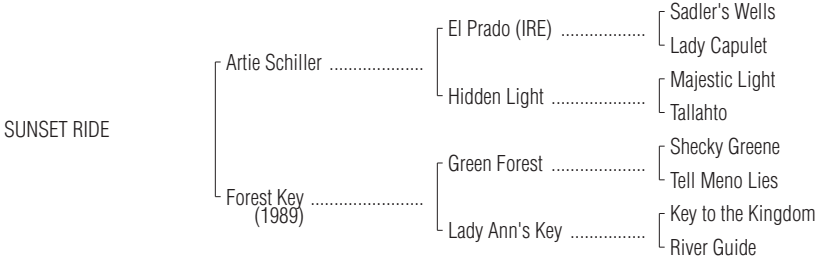 Sadler's Wells
El Prado (IRE) ...................
Lady Capulet
Artie Schiller .....................
Majestic Light
Hidden Light .....................
Tallahto
SUNSET RIDE
Shecky Greene
Green Forest .....................
Tell Meno Lies
Forest Key .........................
(1989)
Key to the Kingdom
Lady Ann's Key .................
River Guide